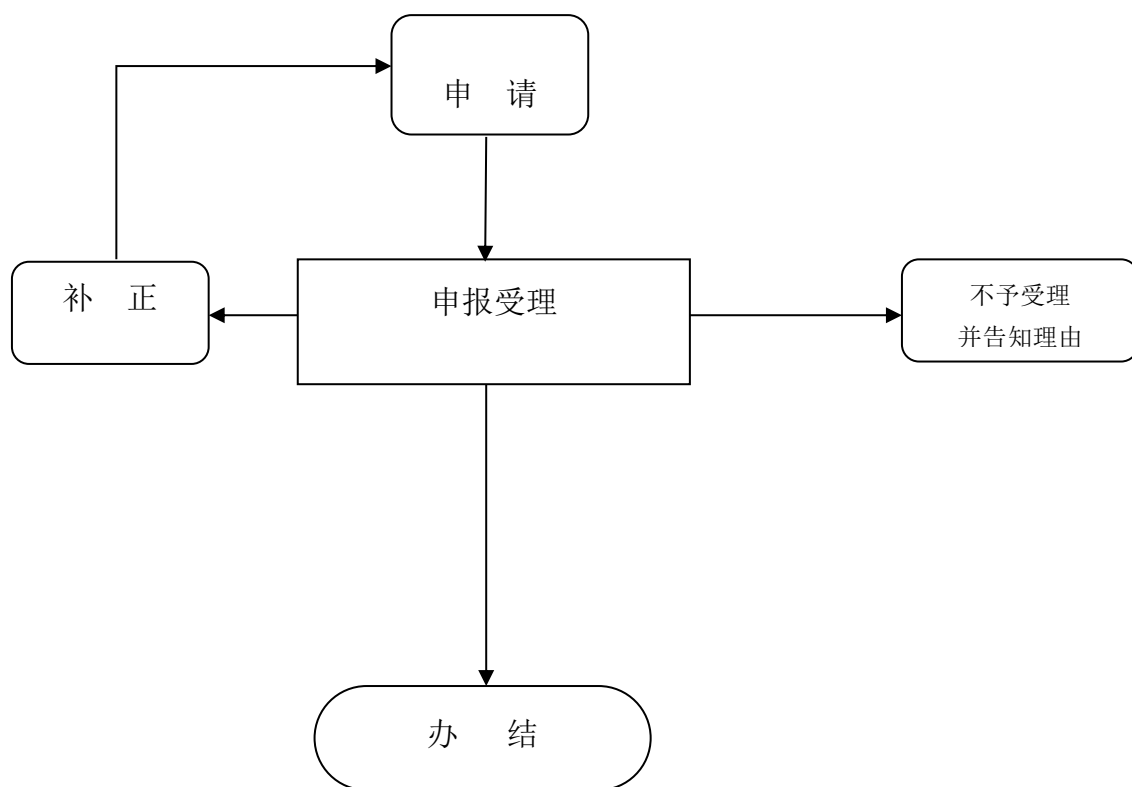 申 请
补 正
申报受理
不予受理
并告知理由
办 结